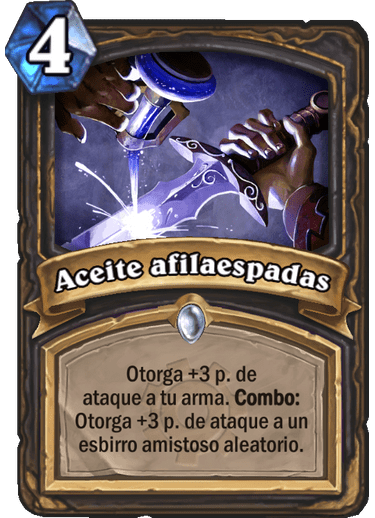 4
Aceite afilaespadas
Otorga +3 p. de
ataque a tu arma. Combo:
Otorga +3 p. de ataque a un
esbirro amistoso aleatorio.